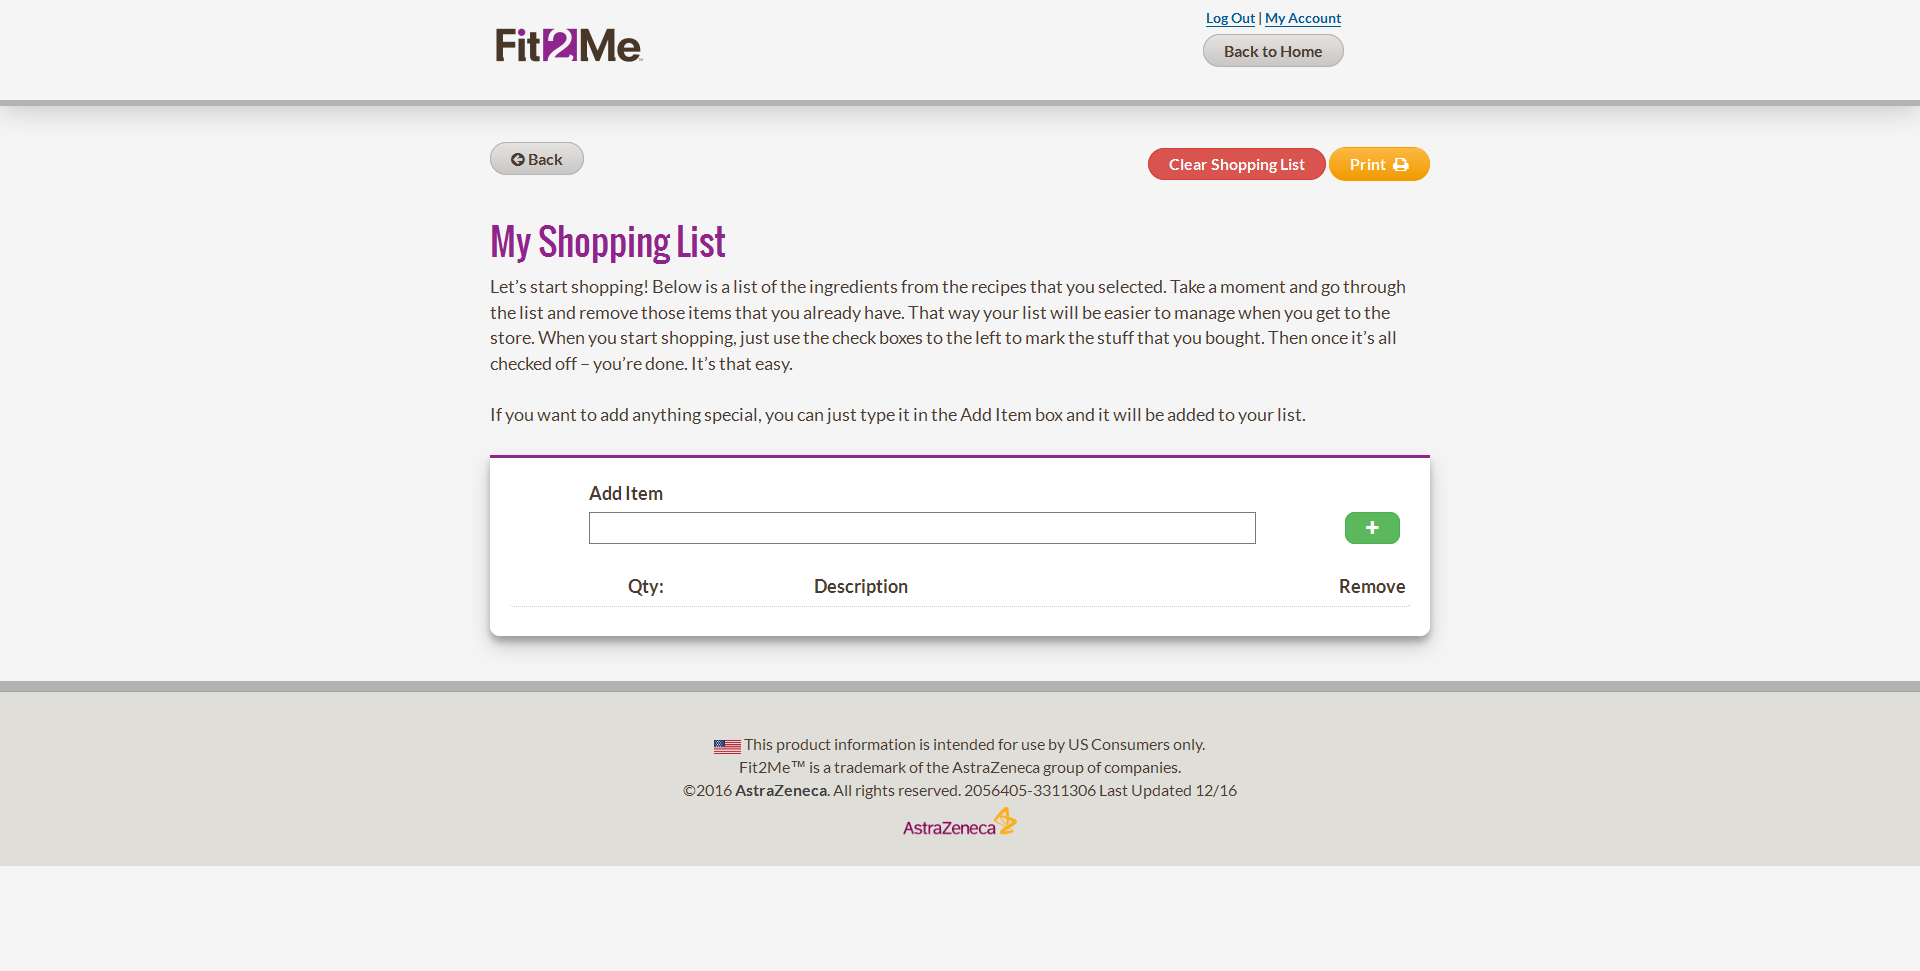 Log Out | My Account
Fit2Me
Back to Home
Back
Clear Shopping List
Print
My Shopping List
Let’s start shopping! Below is a list of the ingredients from the recipes that you selected. Take a moment and go through
the list and remove those items that you already have. That way your list will be easier to manage when you get to the
store. When you start shopping, just use the check boxes to the left to mark the stuff that you bought. Then once it’s all
checked off – you’re done. It’s that easy.
If you want to add anything special, you can just type it in the Add Item box and it will be added to your list.
Add Item
+
Qty: Description Remove
This product information is intended for use by US Consumers only.
Fit2Me™ is a trademark of the AstraZeneca group of companies.
©2016 AstraZeneca. All rights reserved. 2056405-3311306 Last Updated 12/16
AstraZeneca